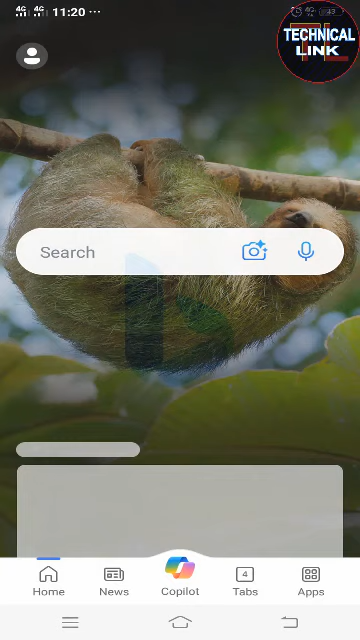 4G 4G 11:20
TECHNICAL
LINK
Search
4
Home News Copilot Tabs Apps